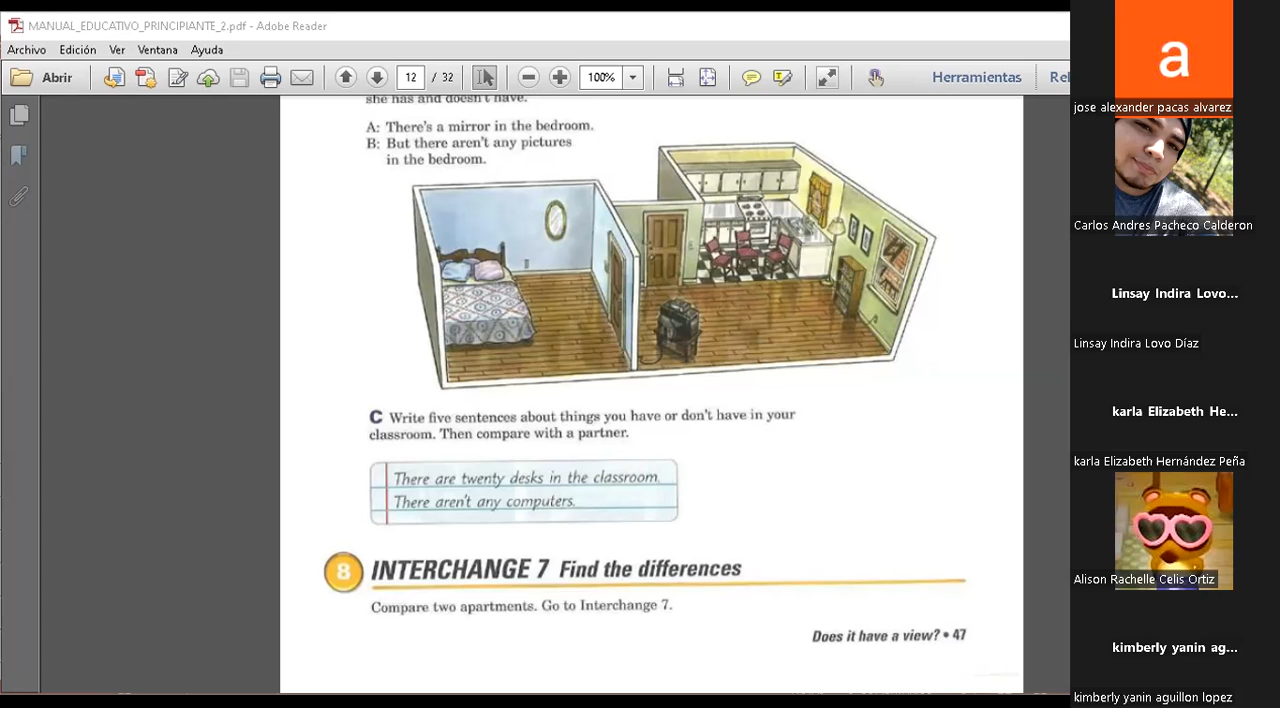 MANUAL_EDUCATIVO_PRINCIPIANTE_2.pdf - Adobe Reader
Archivo Edición Ver Ventana Ayuda
Abrir 12 / 32 100% Herramientas
she has and doesn't have.
A: There's a mirror in the bedroom.
B: But there aren't any pictures
in the bedroom.
C Write five sentences about things you have or don't have in your
classroom. Then compare with a partner.
There are twenty desks in the classroom.
There aren't any computers.
8 INTERCHANGE 7 Find the differences
Compare two apartments. Go to Interchange 7.
Does it have a view? • 47
a
jose alexander pacas alvarez
Carlos Andres Pacheco Calderon
Linsay Indira Lovo...
Linsay Indira Lovo Díaz
karla Elizabeth He...
karla Elizabeth Hernández Peña
Alison Rachelle Celis Ortiz
kimberly yanin ag...
kimberly yanin aguillon lopez